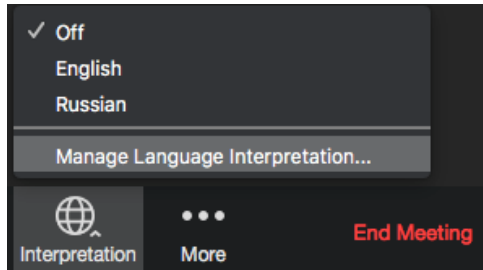 Off
English
Russian
Manage Language Interpretation...
Interpretation
More
End Meeting